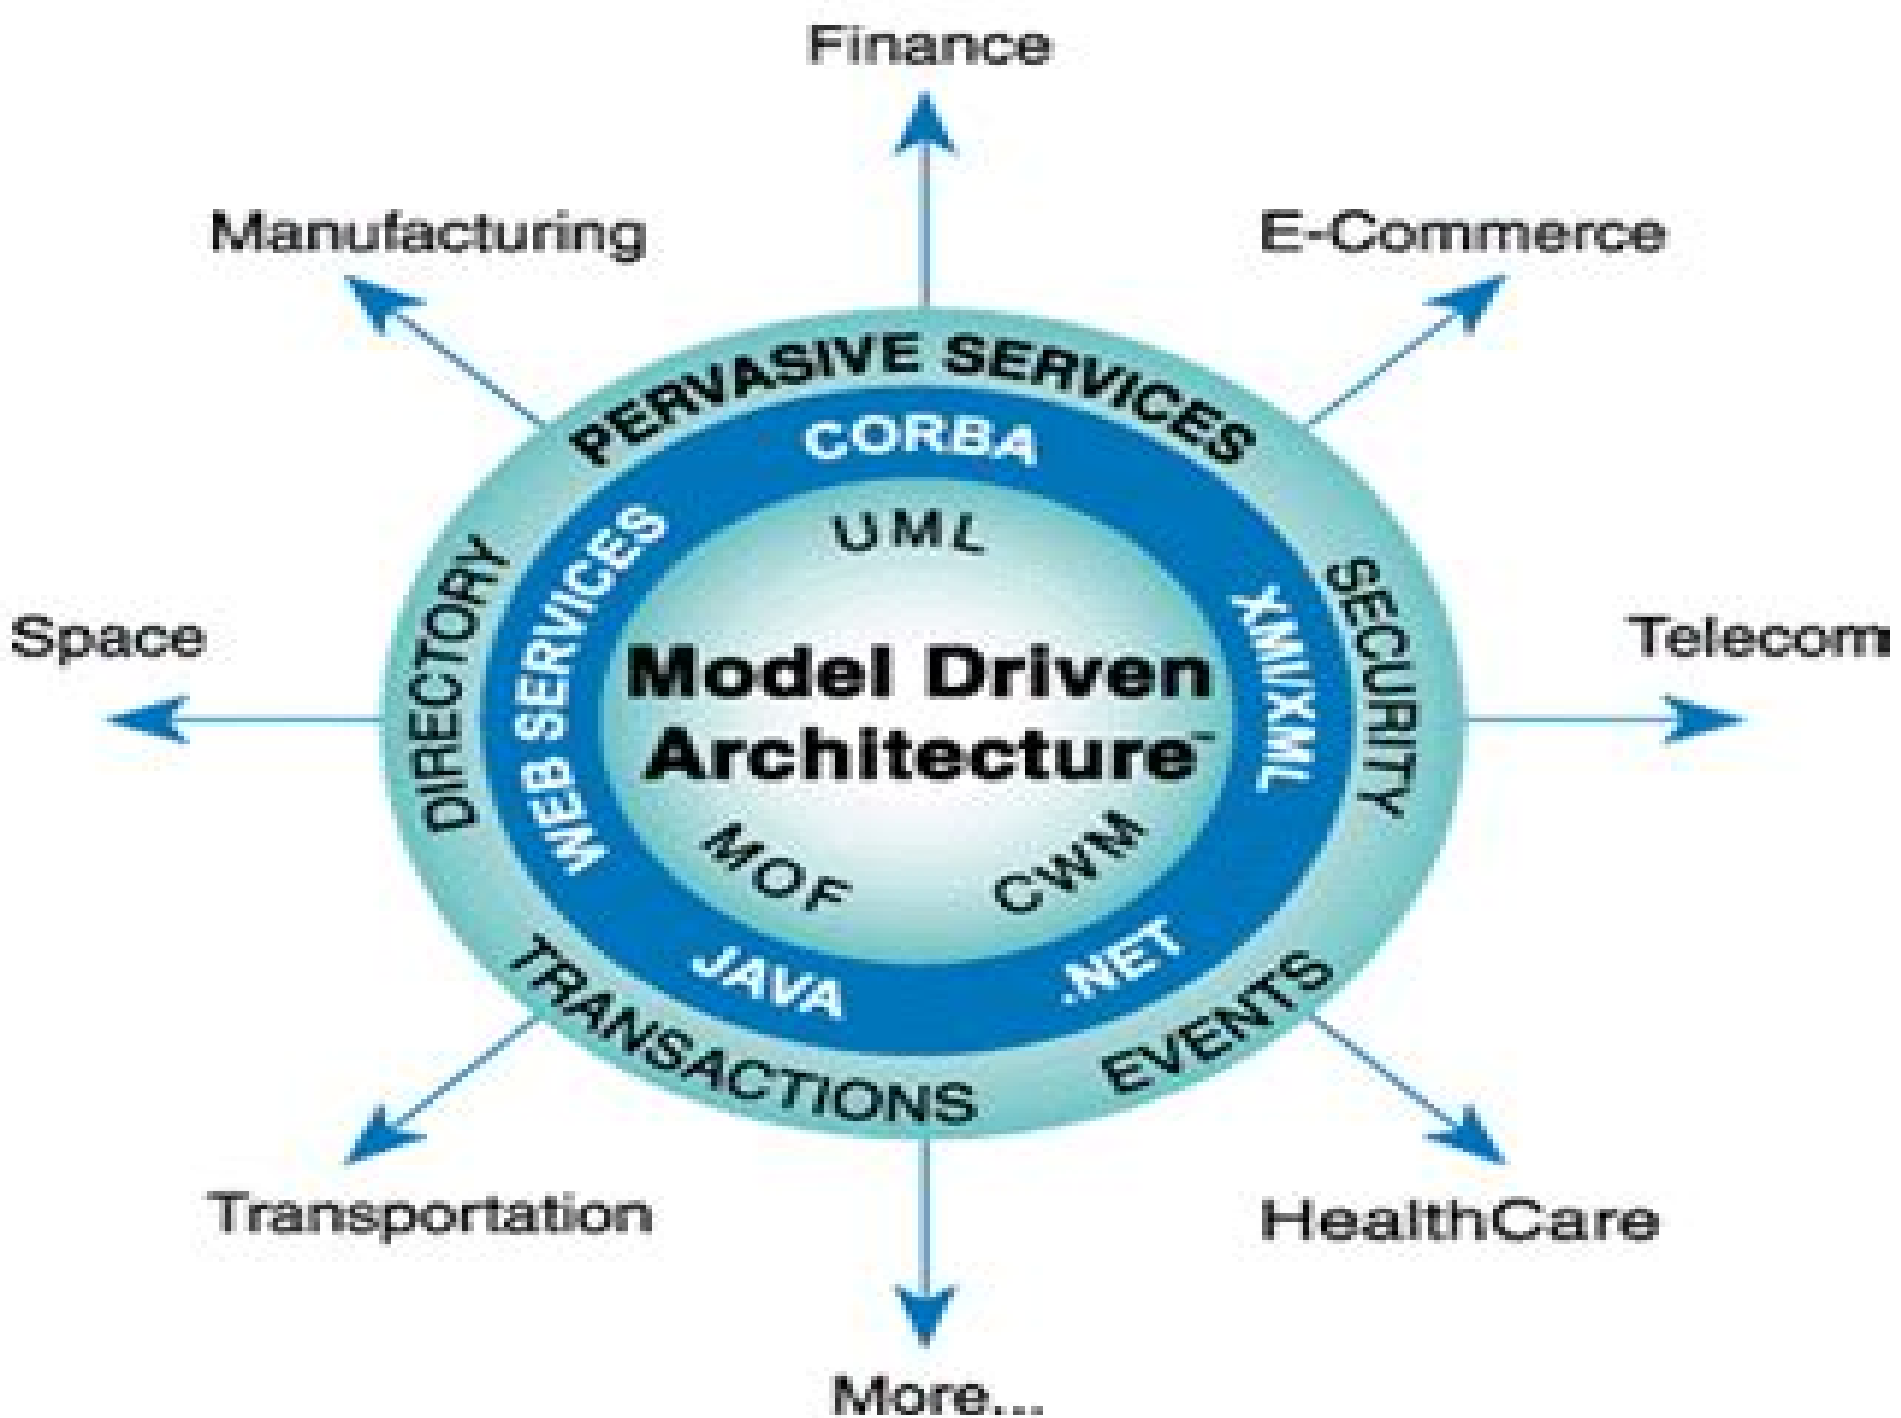 Finance
Manufacturing
E-Commerce
PERVASIVE SERVICES
CORBA
UML
WEB SERVICES
XMI/XML
DIRECTORY
SECURITY
Space
Telecom
Model Driven
Architecture™
MOF
CWM
JAVA
.NET
TRANSACTIONS
EVENTS
Transportation
HealthCare
More...